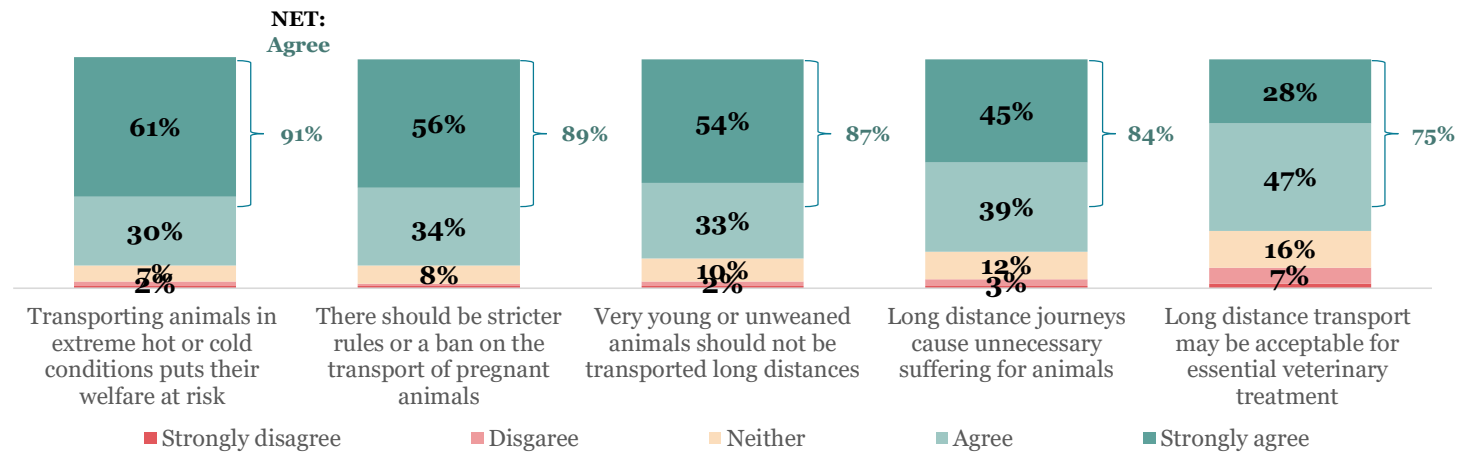 NET:
Agree
61%
30%
7%
2%
91%
56%
34%
8%
89%
54%
33%
10%
2%
87%
45%
39%
12%
3%
84%
28%
47%
16%
7%
75%
Transporting animals in
extreme hot or cold
conditions puts their
welfare at risk
There should be stricter
rules or a ban on the
transport of pregnant
animals
Very young or unweaned
animals should not be
transported long distances
Long distance journeys
cause unnecessary
suffering for animals
Long distance transport
may be acceptable for
essential veterinary
treatment
Strongly disagree
Disgaree
Neither
Agree
Strongly agree